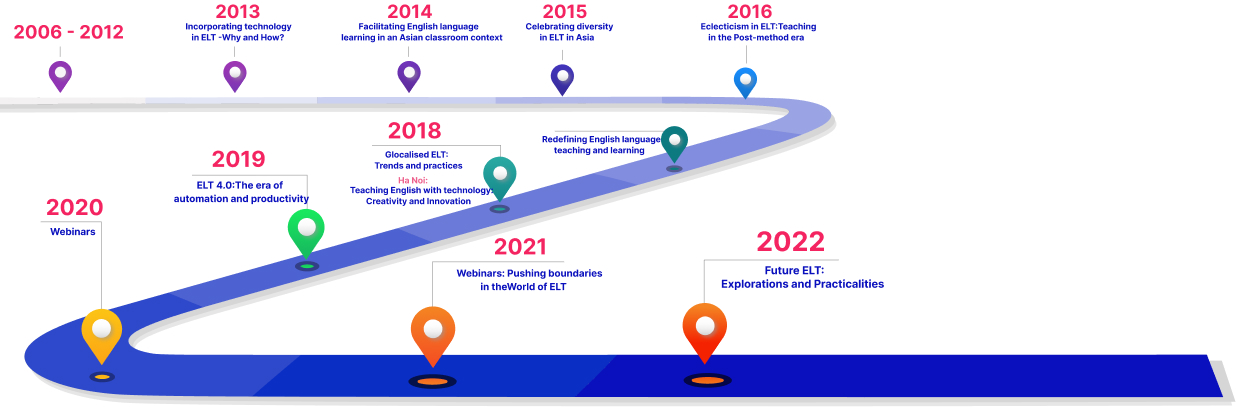 2006 - 2012
2013
Incorporating technology
in ELT -Why and How?
2014
Facilitating English language
learning in an Asian classroom context
2015
Celebrating diversity
in ELT in Asia
2016
Eclecticism in ELT:Teaching
in the Post-method era
Redefining English language
teaching and learning
2018
Glocalised ELT:
Trends and practices
Ha Noi:
Teaching English with technology:
Creativity and Innovation
2019
ELT 4.0:The era of
automation and productivity
2020
Webinars
2021
Webinars: Pushing boundaries
in theWorld of ELT
2022
Future ELT:
Explorations and Practicalities